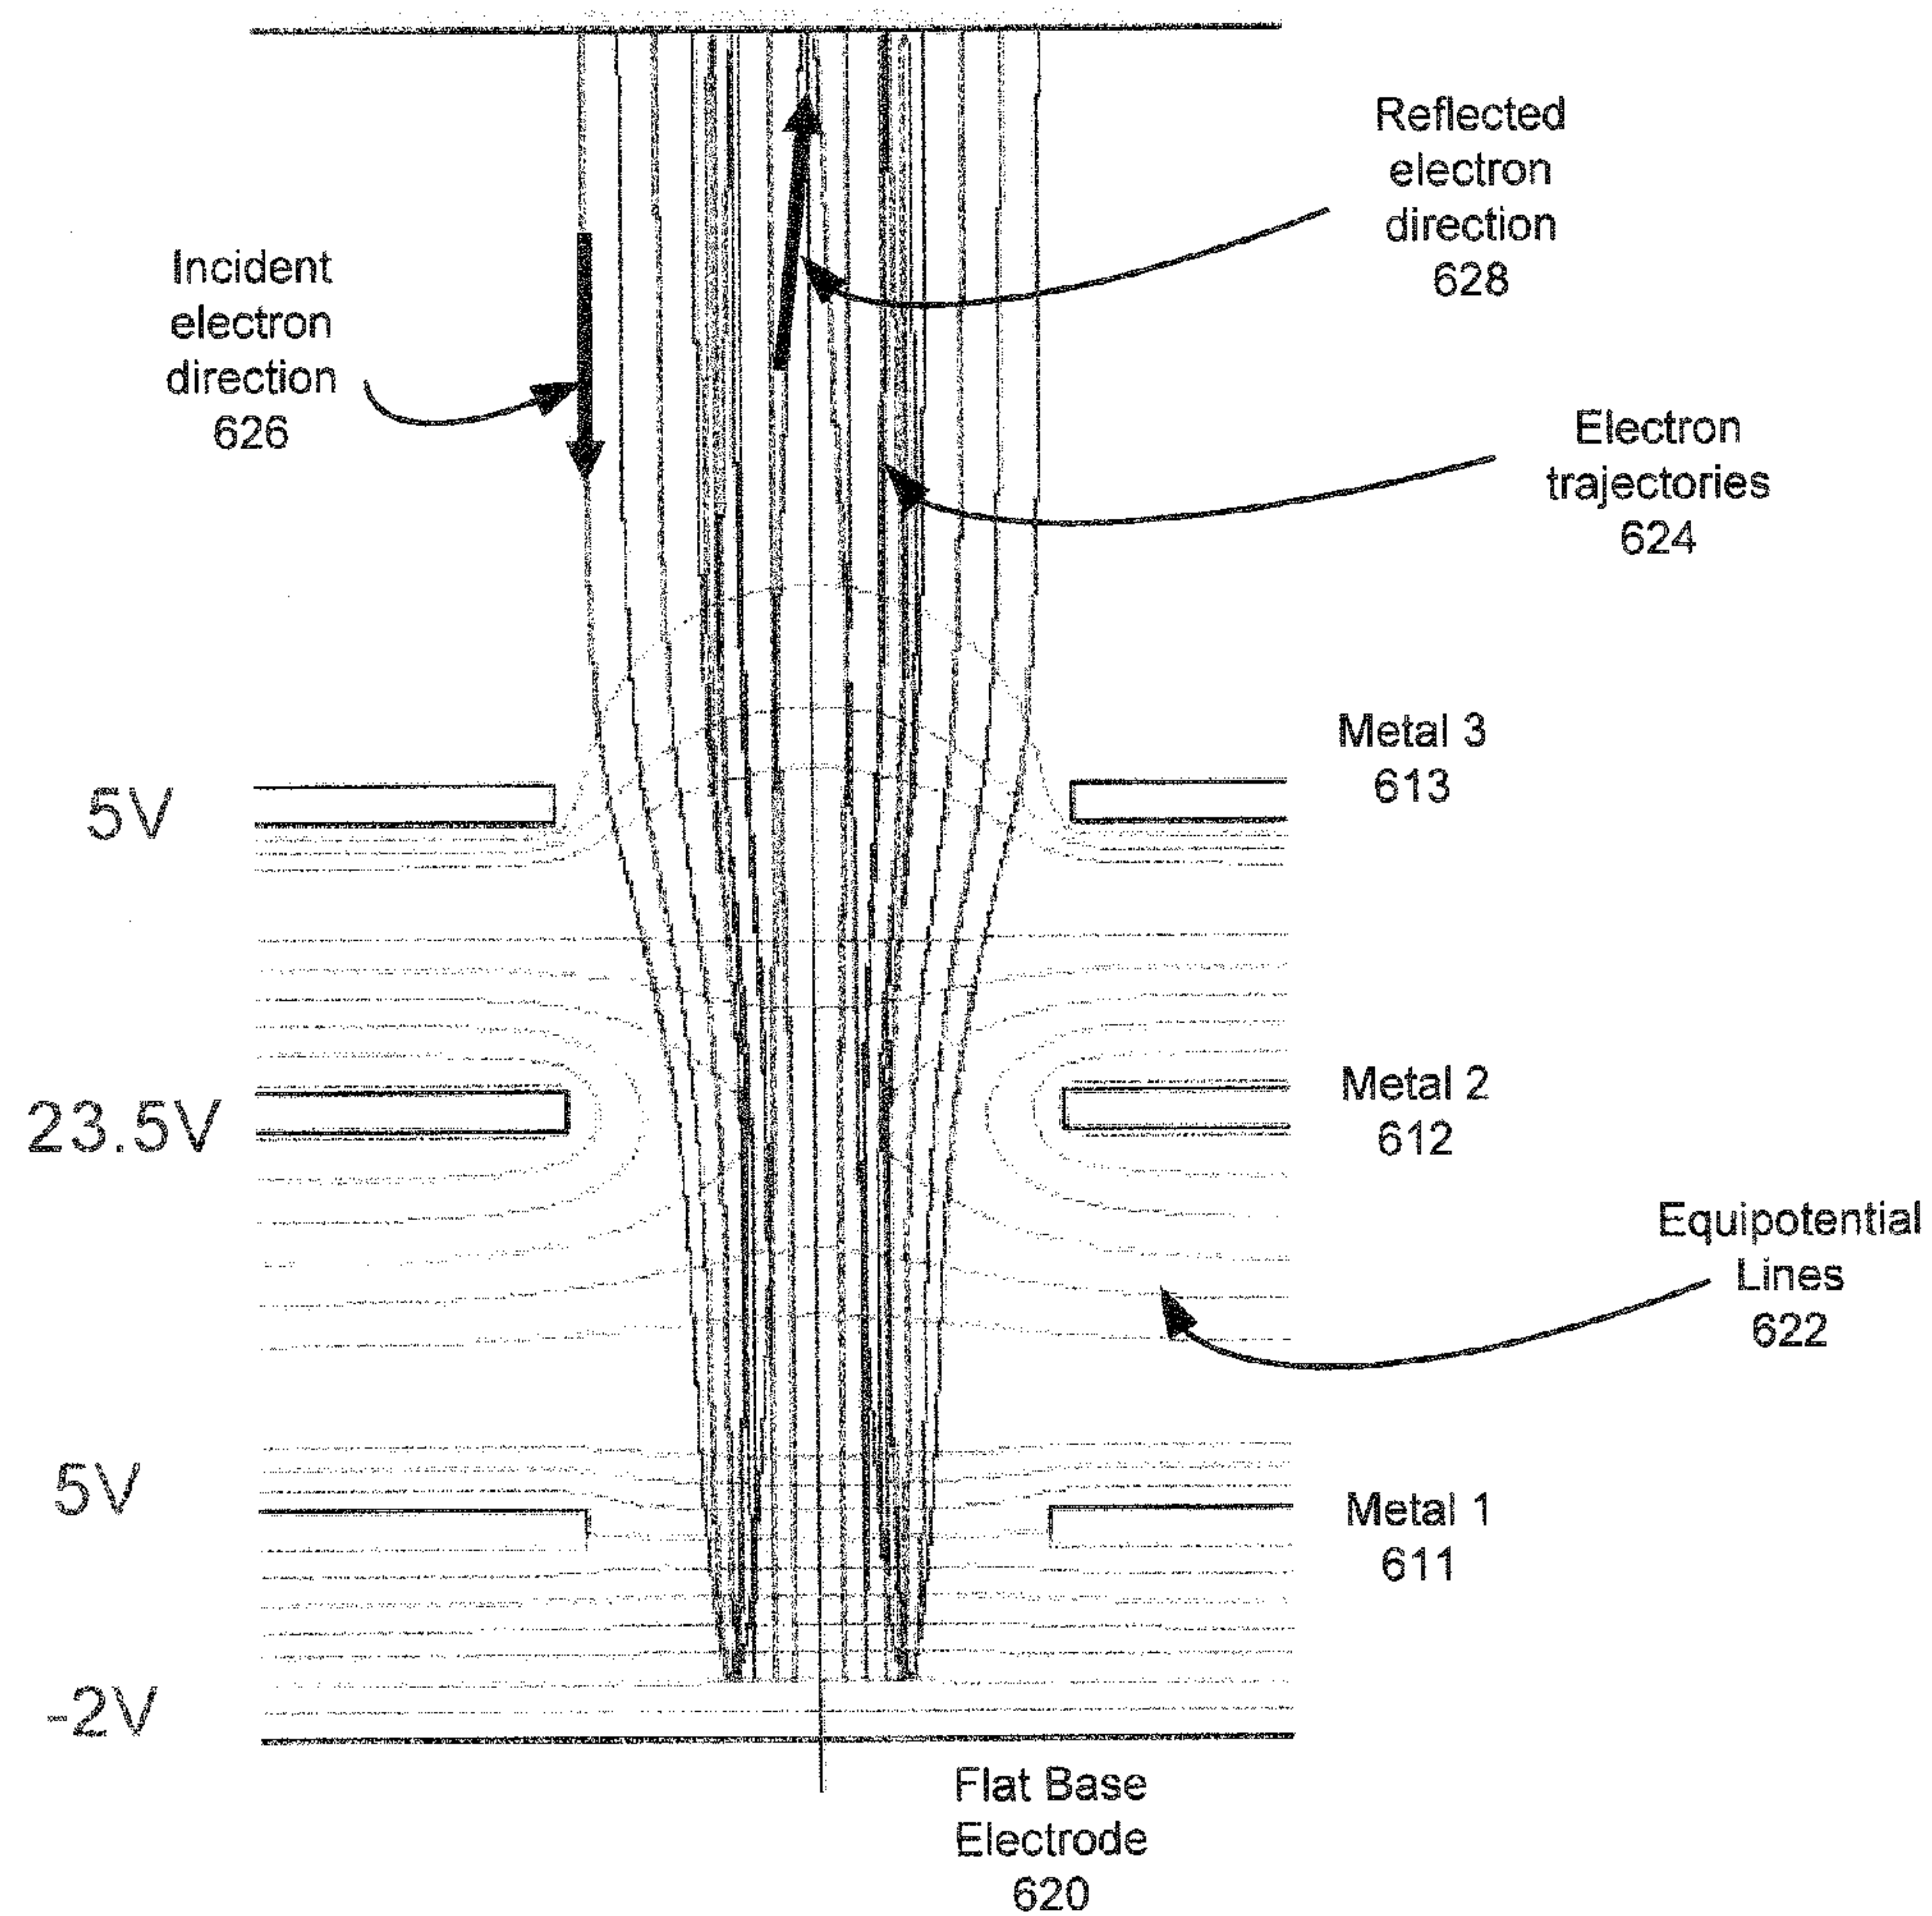 Reflected
electron
direction
628
Incident
electron
direction
626
Electron
trajectories
624
Metal 3
613
5V
Metal 2
612
23.5V
Equipotential
Lines
622
5V
Metal 1
611
-2V
Flat Base
Electrode
620